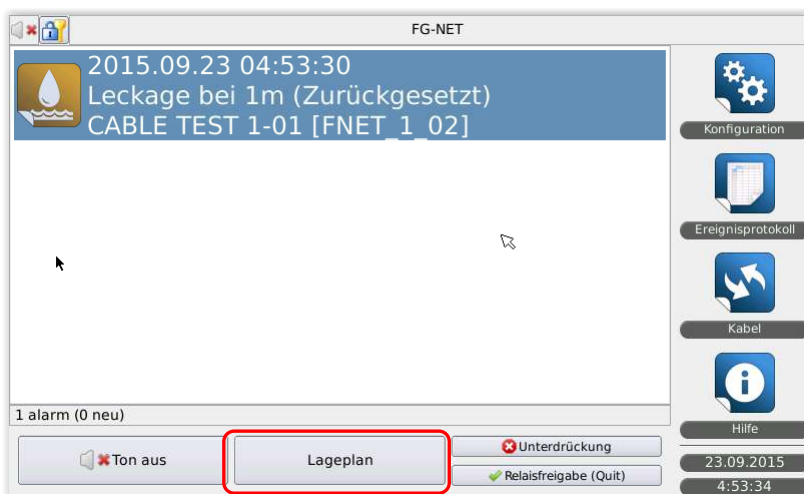 FG-NET
2015.09.23 04:53:30
Leckage bei 1m (Zurückgesetzt)
CABLE TEST 1-01 [FNET_1_02]
Konfiguration
Ereignisprotokoll
Kabel
Hilfe
1 alarm (0 neu)
Ton aus
Lageplan
Unterdrückung
Relaisfreigabe (Quit)
23.09.2015
4:53:34